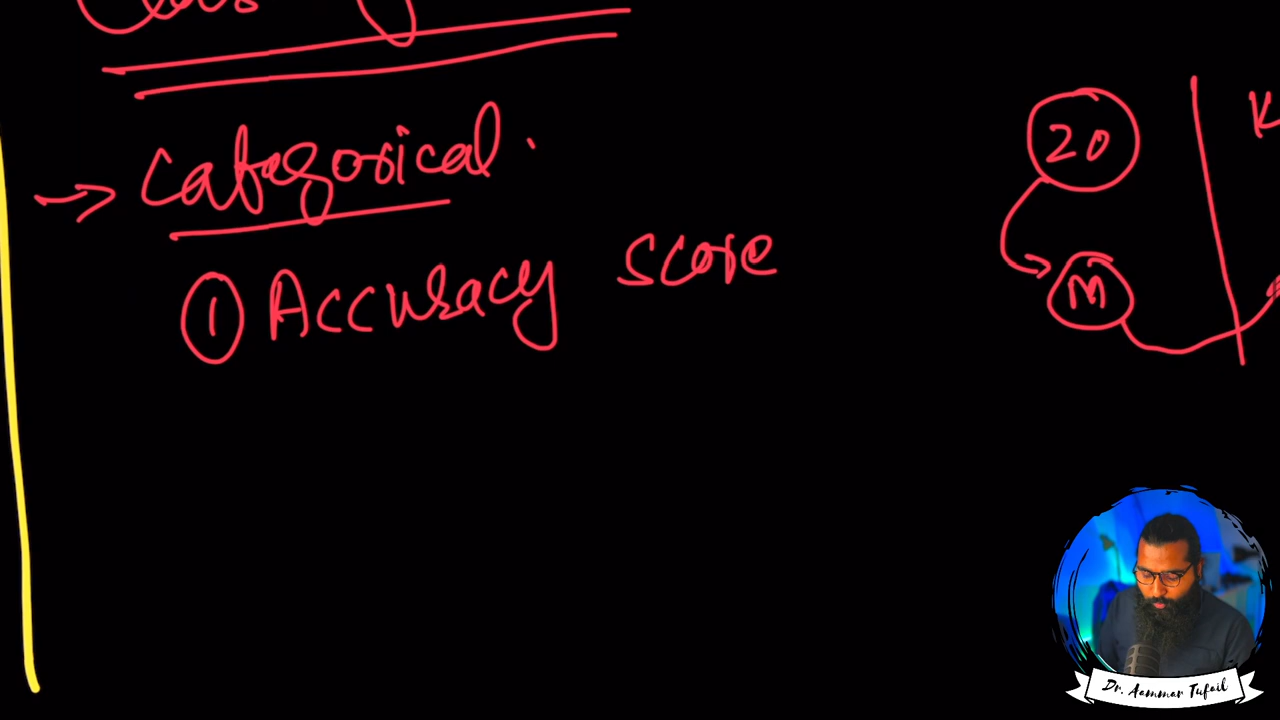 → Categorical.
① Accuracy score
20
M
K
Dr. Aammar Tufail